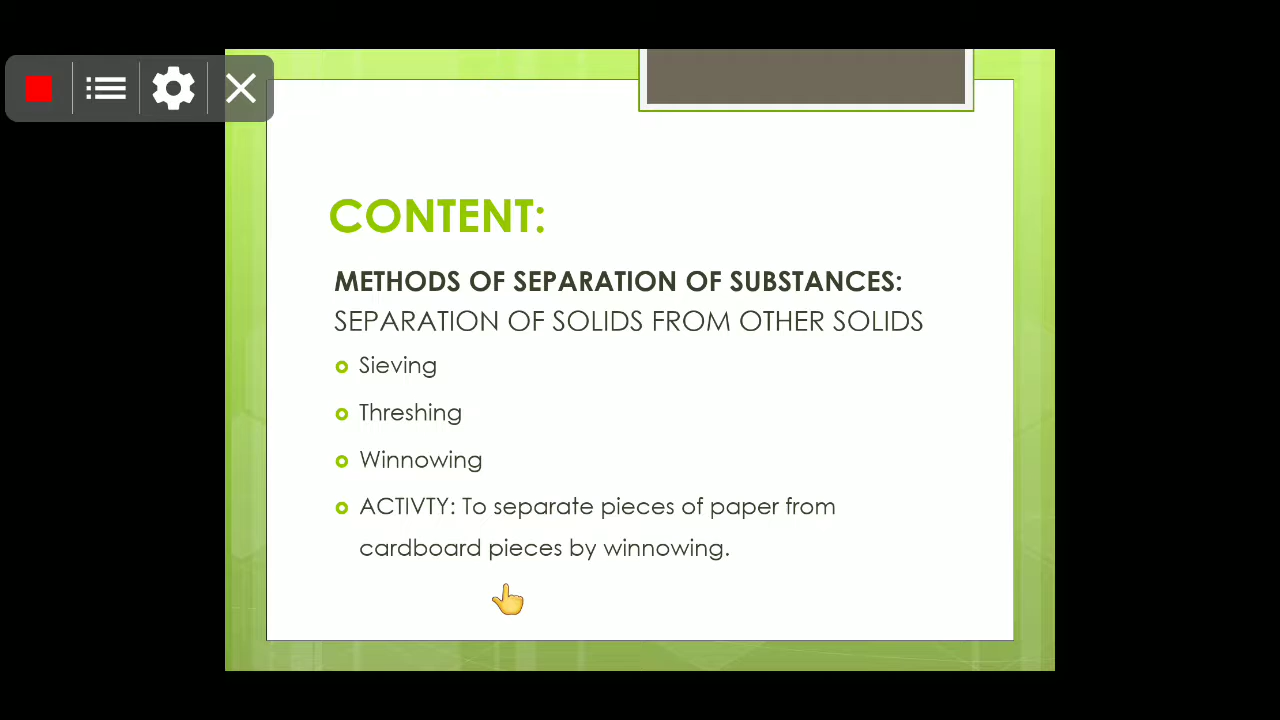 CONTENT:
METHODS OF SEPARATION OF SUBSTANCES:
SEPARATION OF SOLIDS FROM OTHER SOLIDS
Sieving
Threshing
Winnowing
ACTIVTY: To separate pieces of paper from
cardboard pieces by winnowing.